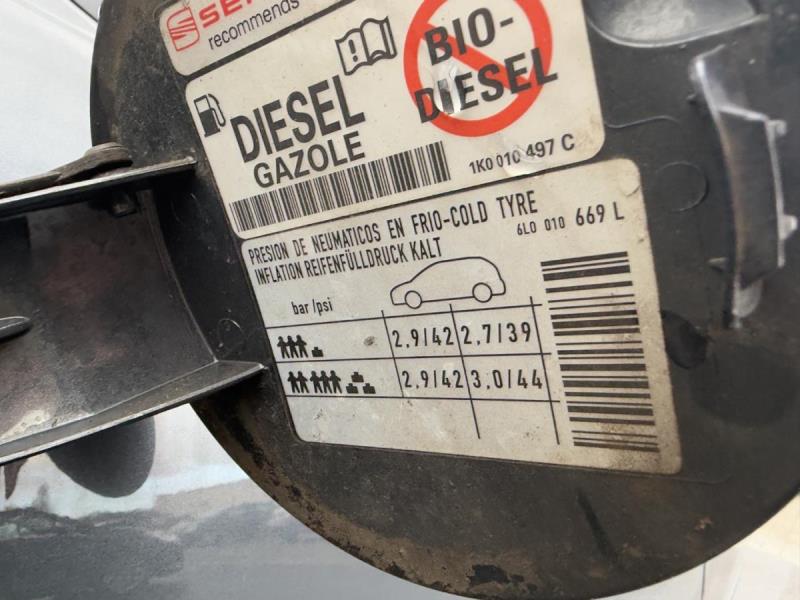 recommends
DIESEL
GAZOLE
BIO-
DIESEL
1K0 010 497 C
PRESION DE NEUMATICOS EN FRIO-COLD TYRE
INFLATION REIFENFÜLLDRUCK KALT
6L0 010 669 L
bar/psi
2,9/42 2,7/39
2,9/42 3,0/44